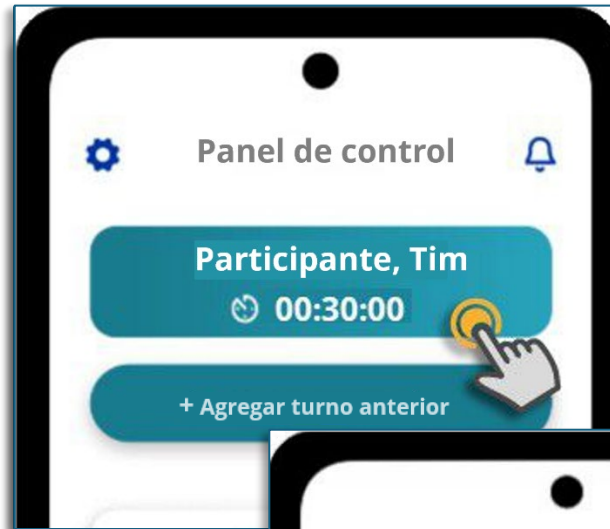 Panel de control
Participante, Tim
00:30:00
+ Agregar turno anterior